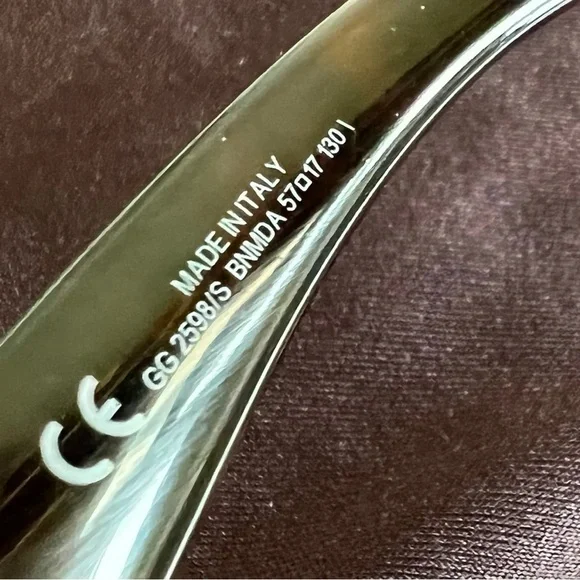 MADE IN ITALY
CE GG 2598/S BNMDA 57□17 130 |